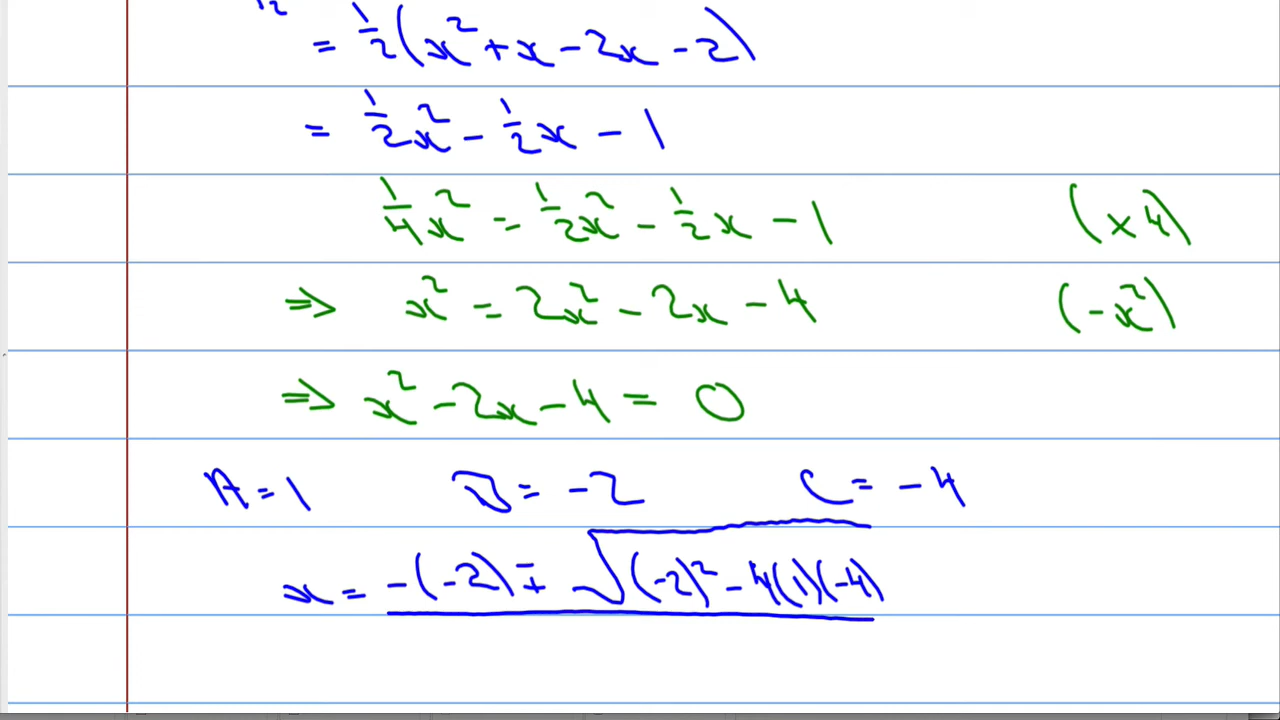 = ½(x² + x - 2x - 2)
= ½x² - ½x - 1
¼x² = ½x² - ½x - 1 (×4)
⇒ x² = 2x² - 2x - 4 (-x²)
⇒ x² - 2x - 4 = 0
A = 1 B = -2 C = -4
x = -(-2) ∓ √(-2)² - 4(1)(-4)